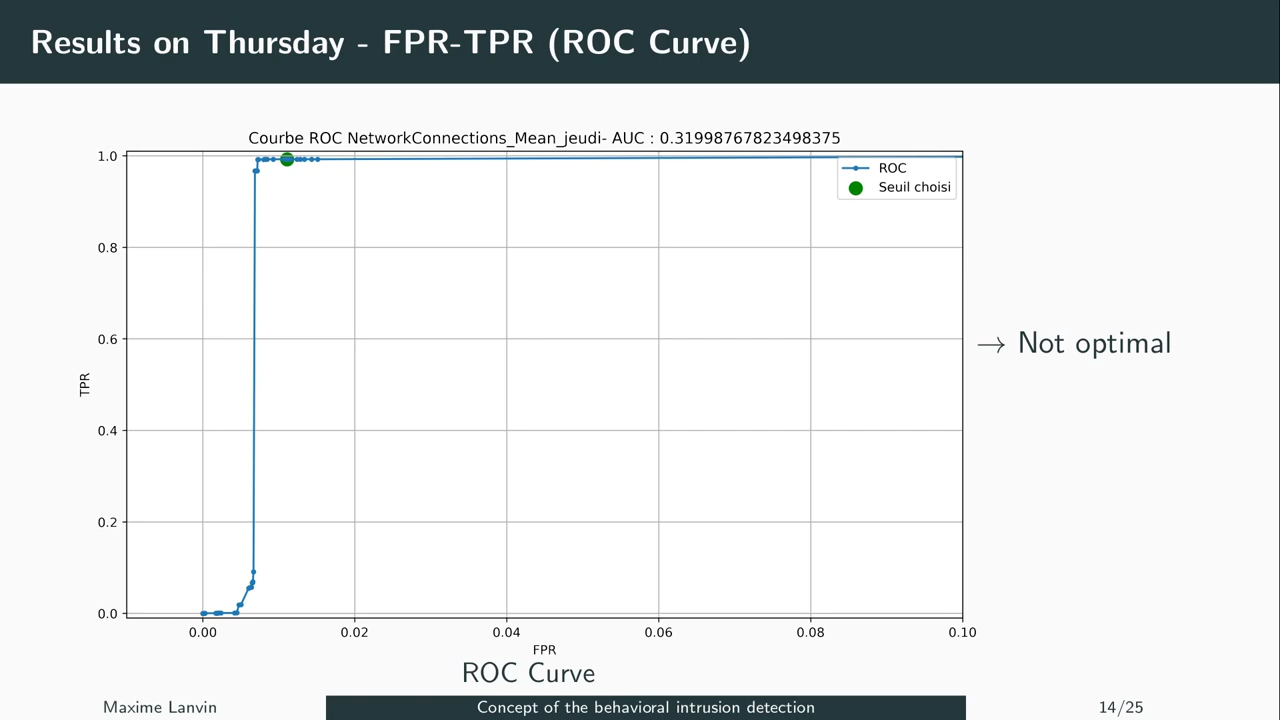 Results on Thursday - FPR-TPR (ROC Curve)
Courbe ROC NetworkConnections_Mean_jeudi- AUC : 0.31998767823498375
1.0
0.8
0.6
0.4
0.2
0.0
TPR
ROC
Seuil choisi
0.00 0.02 0.04 0.06 0.08 0.10
FPR
→ Not optimal
ROC Curve
Maxime Lanvin Concept of the behavioral intrusion detection 14/25